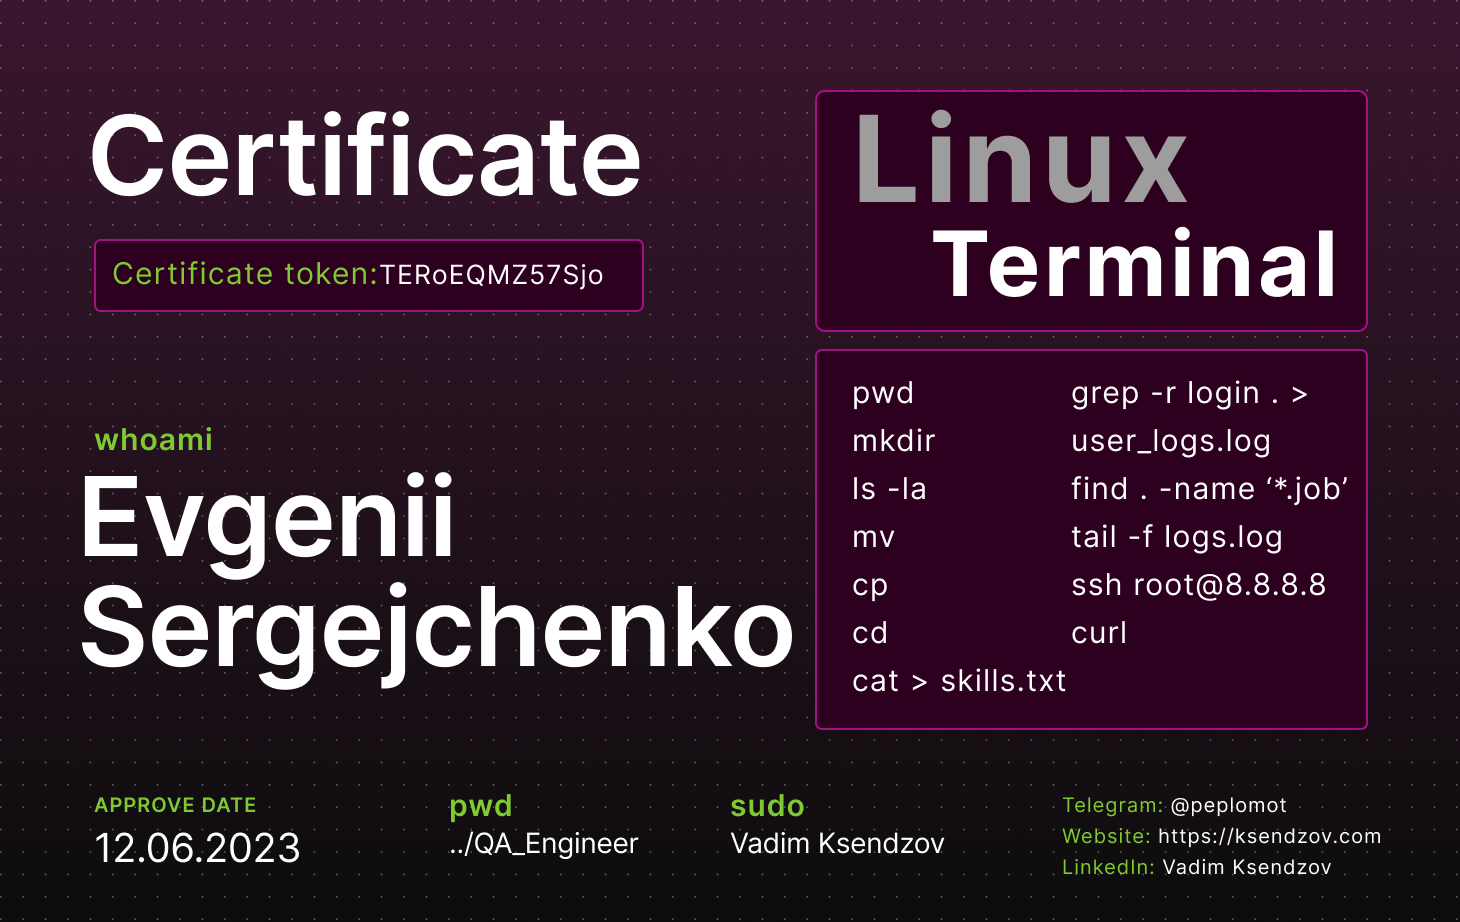 Certificate
Certificate token:TERoEQMZ57Sjo
whoami
Evgenii
Sergejchenko
Linux
Terminal
pwd
mkdir
ls -la
mv
cp
cd
cat > skills.txt
grep -r login . >
user_logs.log
find . -name ‘*.job’
tail -f logs.log
ssh root@8.8.8.8
curl
APPROVE DATE
12.06.2023
pwd
../QA_Engineer
sudo
Vadim Ksendzov
Telegram: @peplomot
Website: https://ksendzov.com
LinkedIn: Vadim Ksendzov